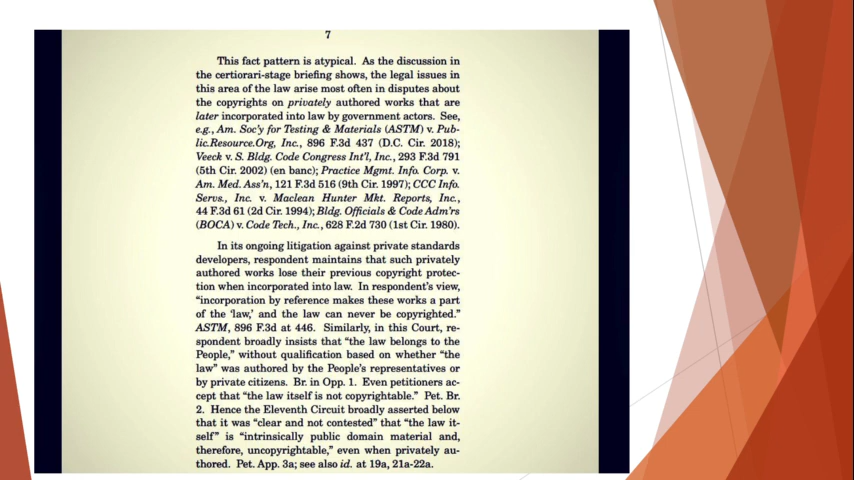 7
This fact pattern is atypical. As the discussion in
the certiorari-stage briefing shows, the legal issues in
this area of the law arise most often in disputes about
the copyrights on privately authored works that are
later incorporated into law by government actors. See,
e.g., Am. Soc'y for Testing & Materials (ASTM) v. Pub-
lic.Resource.Org, Inc., 896 F.3d 437 (D.C. Cir. 2018);
Veeck v. S. Bldg. Code Congress Int'l, Inc., 293 F.3d 791
(5th Cir. 2002) (en banc); Practice Mgmt. Info. Corp. v.
Am. Med. Ass'n, 121 F.3d 516 (9th Cir. 1997); CCC Info.
Servs., Inc. v. Maclean Hunter Mkt. Reports, Inc.,
44 F.3d 61 (2d Cir. 1994); Bldg. Officials & Code Adm'rs
(BOCA) v. Code Tech., Inc., 628 F.2d 730 (1st Cir. 1980).
In its ongoing litigation against private standards
developers, respondent maintains that such privately
authored works lose their previous copyright protec-
tion when incorporated into law. In respondent's view,
"incorporation by reference makes these works a part
of the 'law,' and the law can never be copyrighted."
ASTM, 896 F.3d at 446. Similarly, in this Court, re-
spondent broadly insists that "the law belongs to the
People," without qualification based on whether "the
law" was authored by the People's representatives or
by private citizens. Br. in Opp. 1. Even petitioners ac-
cept that "the law itself is not copyrightable." Pet. Br.
2. Hence the Eleventh Circuit broadly asserted below
that it was "clear and not contested" that "the law it-
self" is "intrinsically public domain material and,
therefore, uncopyrightable," even when privately au-
thored. Pet. App. 3a; see also id. at 19a, 21a-22a.